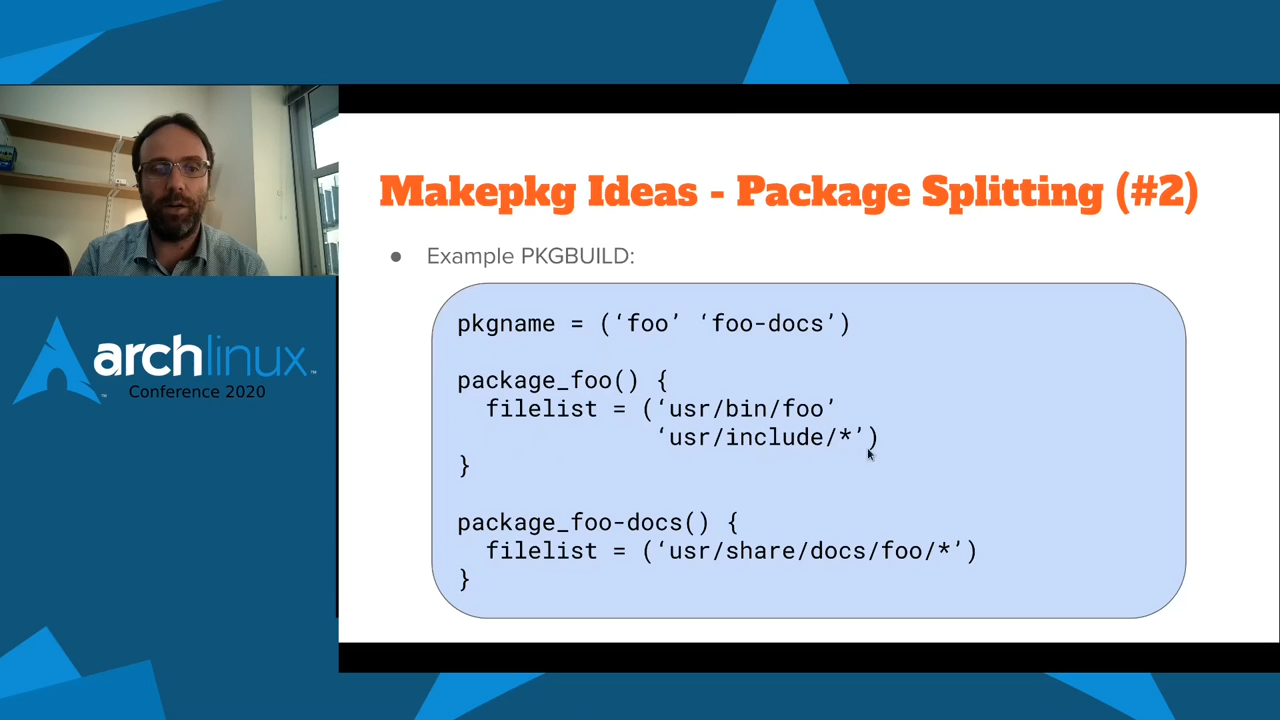 Makepkg Ideas - Package Splitting (#2)
● Example PKGBUILD:
pkgname = (‘foo’ ‘foo-docs’)
package_foo() {
filelist = (‘usr/bin/foo’
‘usr/include/*’)
}
package_foo-docs() {
filelist = (‘usr/share/docs/foo/*’)
}
archlinux™
Conference 2020